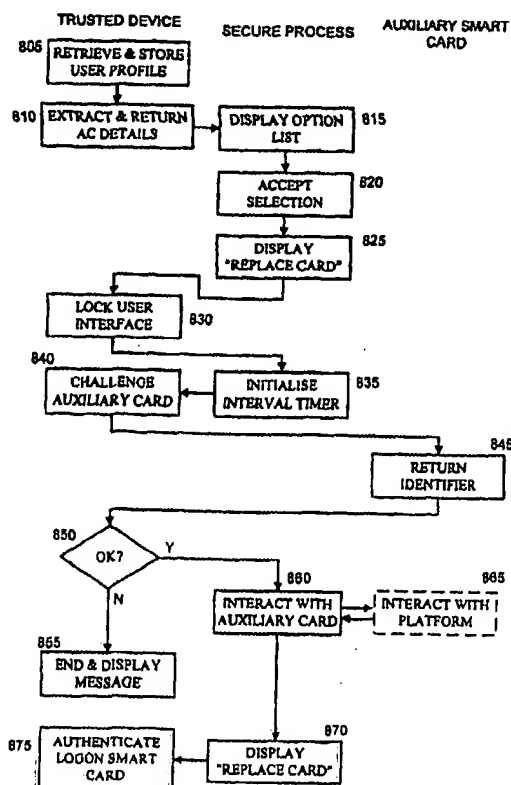 TRUSTED DEVICE
SECURE PROCESS
AUXILIARY SMART
CARD
805
RETRIEVE & STORE
USER PROFILE
810
EXTRACT & RETURN
AC DETAILS
DISPLAY OPTION
LIST
815
ACCEPT
SELECTION
820
DISPLAY
"REPLACE CARD"
825
LOCK USER
INTERFACE
830
840
CHALLENGE
AUXILIARY CARD
INITIALISE
INTERVAL TIMER
835
845
RETURN
IDENTIFIER
850
OK?
Y
N
860
INTERACT WITH
AUXILIARY CARD
865
INTERACT WITH
PLATFORM
855
END & DISPLAY
MESSAGE
870
875
AUTHENTICATE
LOGON SMART
CARD
DISPLAY
"REPLACE CARD"